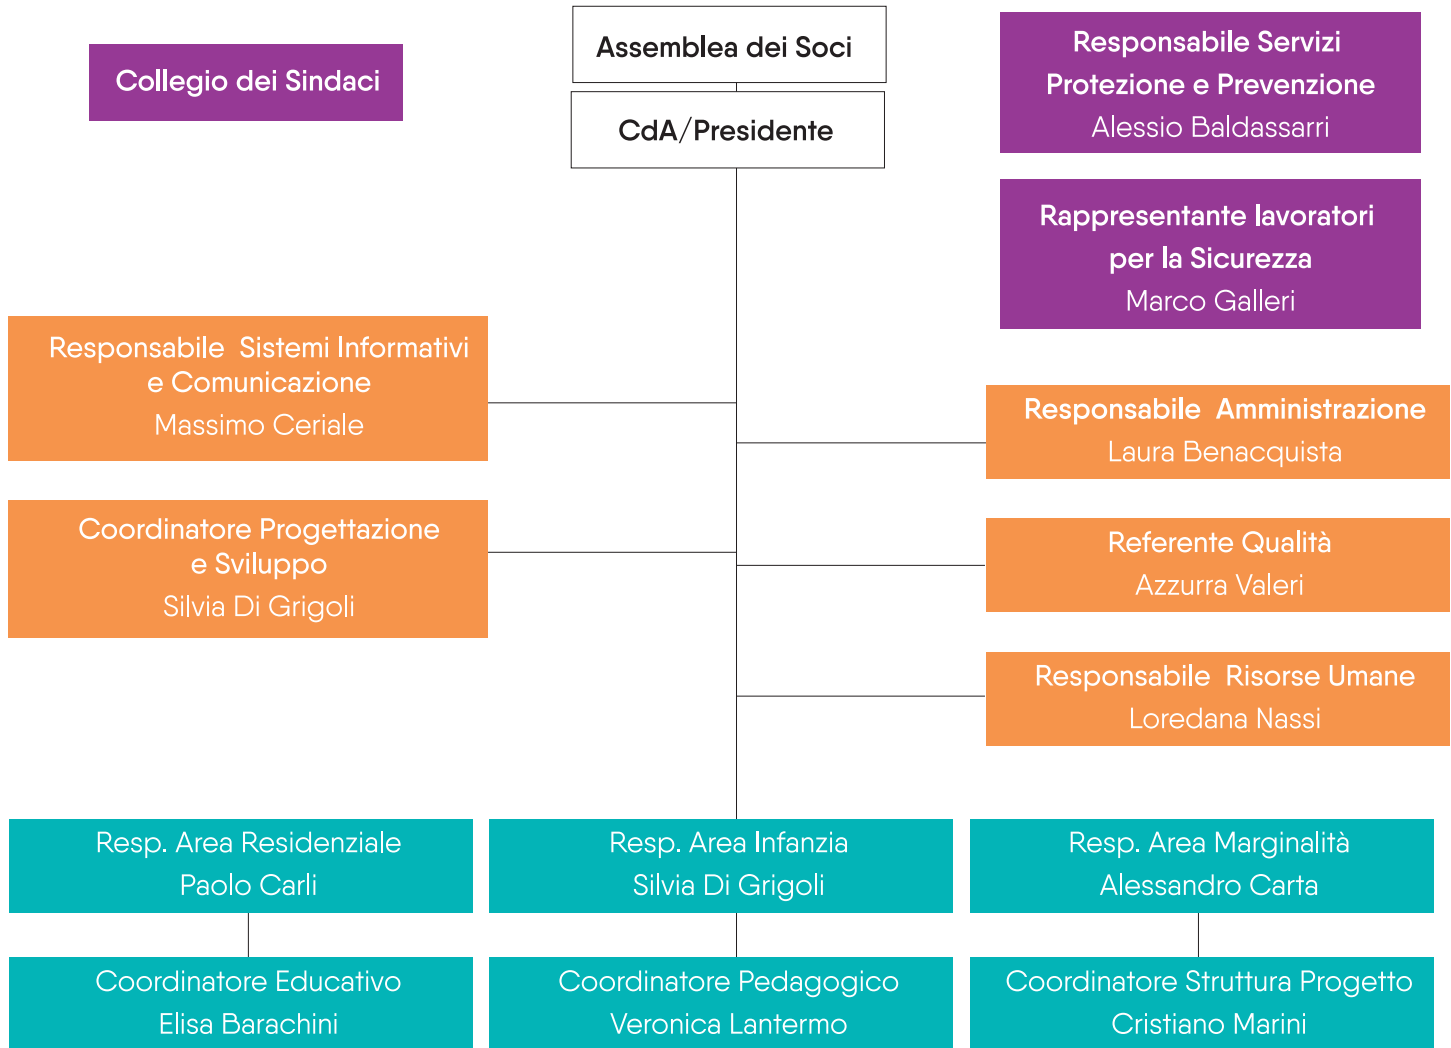 Assemblea dei Soci
CdA/Presidente
Collegio dei Sindaci
Responsabile Servizi
Protezione e Prevenzione
Alessio Baldassarri
Rappresentante lavoratori
per la Sicurezza
Marco Galleri
Responsabile Sistemi Informativi
e Comunicazione
Massimo Ceriale
Responsabile Amministrazione
Laura Benacquista
Coordinatore Progettazione
e Sviluppo
Silvia Di Grigoli
Referente Qualità
Azzurra Valeri
Responsabile Risorse Umane
Loredana Nassi
Resp. Area Residenziale
Paolo Carli
Resp. Area Infanzia
Silvia Di Grigoli
Resp. Area Marginalità
Alessandro Carta
Coordinatore Educativo
Elisa Barachini
Coordinatore Pedagogico
Veronica Lantermo
Coordinatore Struttura Progetto
Cristiano Marini